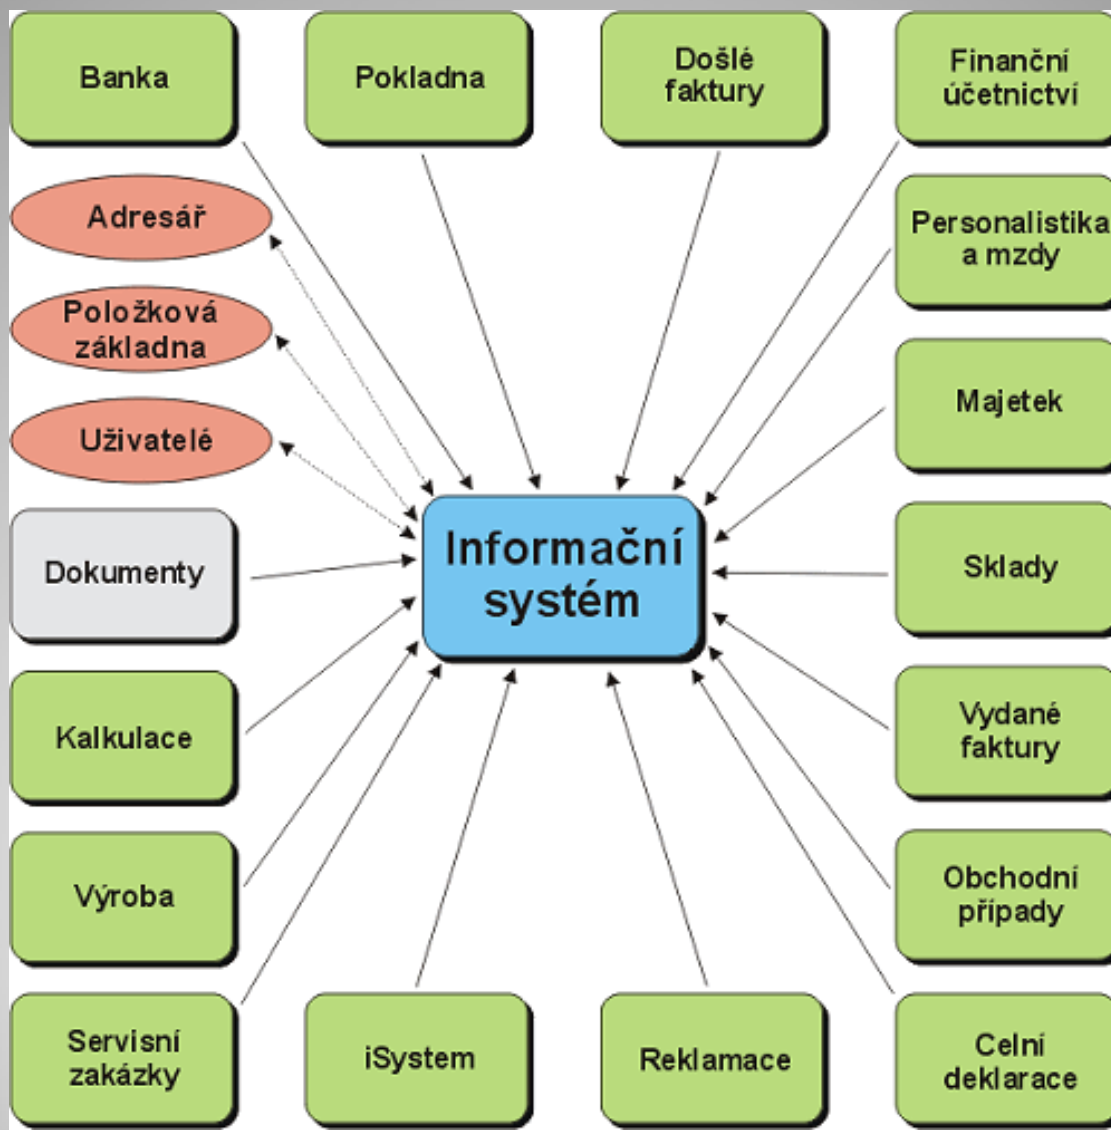 Banka
Pokladna
Došlé
faktury
Finanční
účetnictví
Adresář
Personalistika
a mzdy
Položková
základna
Majetek
Uživatelé
Informační
systém
Dokumenty
Sklady
Kalkulace
Vydané
faktury
Výroba
Obchodní
případy
Servisní
zakázky
iSystem
Reklamace
Celní
deklarace